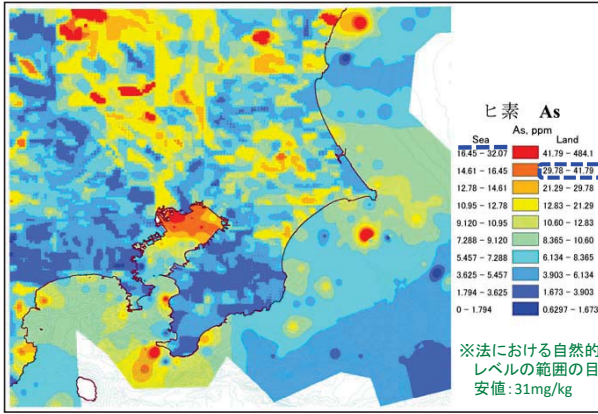 ヒ素 As
As, ppm
Sea Land
16.45 - 32.07 41.79 - 484.1
14.61 - 16.45 29.78 - 41.79
12.78 - 14.61 21.29 - 29.78
10.95 - 12.78 12.83 - 21.29
9.120 - 10.95 10.60 - 12.83
7.288 - 9.120 8.365 - 10.60
5.457 - 7.288 6.134 - 8.365
3.625 - 5.457 3.903 - 6.134
1.794 - 3.625 1.673 - 3.903
0 - 1.794 0.6297 - 1.673
※法における自然的
レベルの範囲の目
安値：31mg/kg